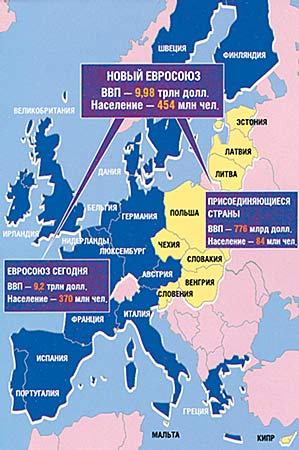 ШВЕЦИЯ
ФИНЛЯНДИЯ
НОВЫЙ ЕВРОСОЮЗ
ВВП — 9,98 трлн долл.
Население — 454 млн чел.
ВЕЛИКОБРИТАНИЯ
ЭСТОНИЯ
ЛАТВИЯ
ЛИТВА
ДАНИЯ
ИРЛАНДИЯ
НИДЕРЛАНДЫ
БЕЛЬГИЯ
ГЕРМАНИЯ
ПОЛЬША
ПРИСОЕДИНЯЮЩИЕСЯ
СТРАНЫ
ВВП — 776 млрд долл.
Население — 84 млн чел.
ЛЮКСЕМБУРГ
ЧЕХИЯ
СЛОВАКИЯ
ЕВРОСОЮЗ СЕГОДНЯ
ВВП — 9,2 трлн долл.
Население — 370 млн чел.
АВСТРИЯ
ВЕНГРИЯ
СЛОВЕНИЯ
ФРАНЦИЯ
ИТАЛИЯ
ИСПАНИЯ
ПОРТУГАЛИЯ
ГРЕЦИЯ
МАЛЬТА
КИПР